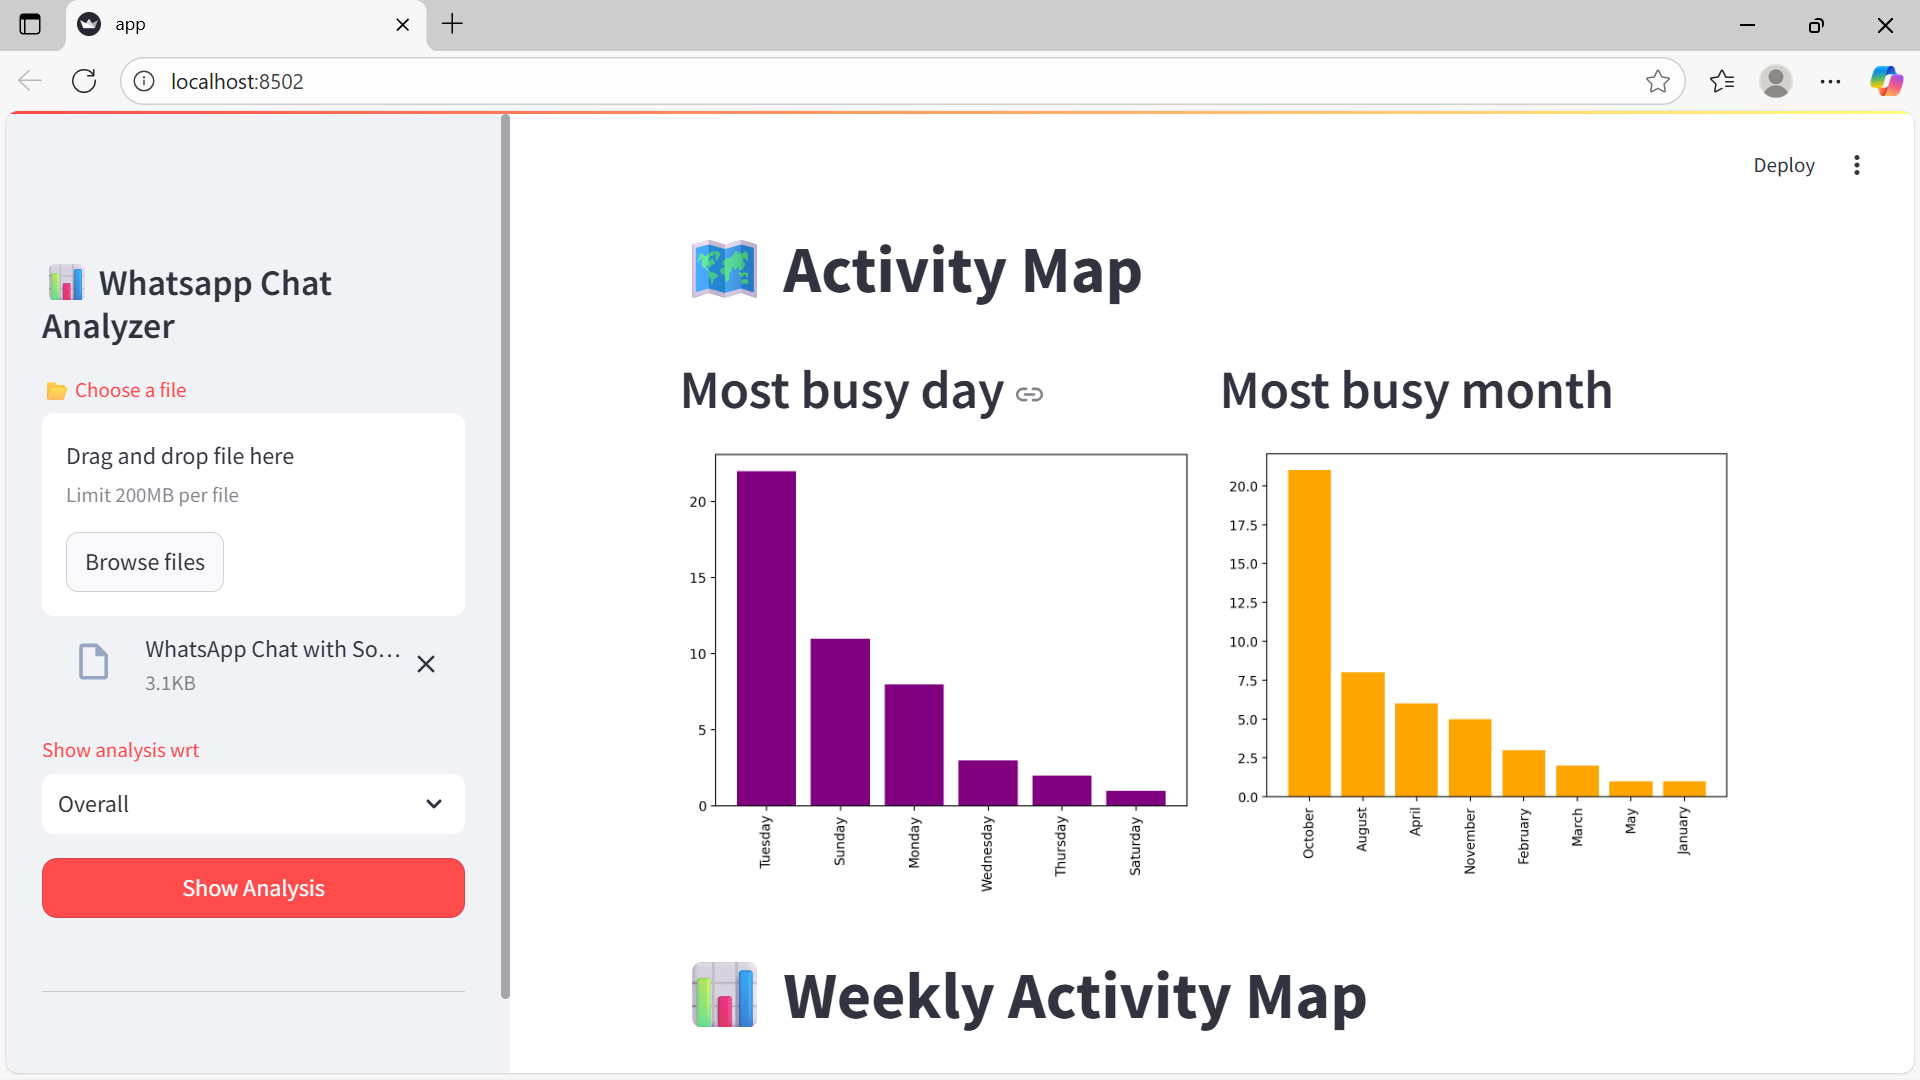 app
localhost:8502
Deploy
Whatsapp Chat
Analyzer
Choose a file
Drag and drop file here
Limit 200MB per file
Browse files
WhatsApp Chat with So...
3.1KB
Show analysis wrt
Overall
Show Analysis
Activity Map
Most busy day
20
15
10
5
0
Tuesday
Sunday
Monday
Wednesday
Thursday
Saturday
Most busy month
20.0
17.5
15.0
12.5
10.0
7.5
5.0
2.5
0.0
October
August
April
November
February
March
May
January
Weekly Activity Map